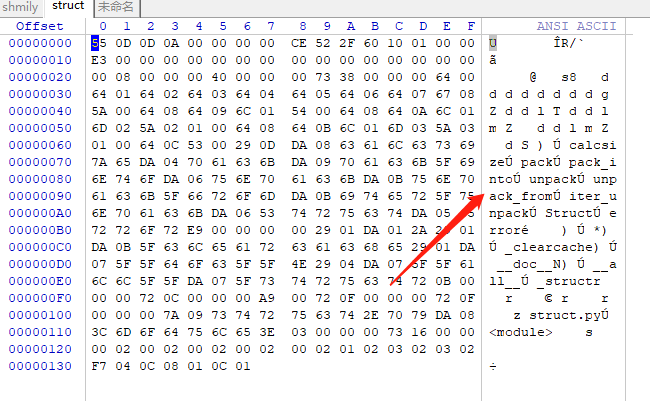 shmily struct 未命名
Offset 0 1 2 3 4 5 6 7 8 9 A B C D E F ANSI ASCII
00000000 55 0D 0D 0A 00 00 00 00 CE 52 2F 60 10 01 00 00 U ÎR/`
00000010 E3 00 00 00 00 00 00 00 00 00 00 00 00 00 00 00 ã
00000020 00 08 00 00 00 40 00 00 00 73 38 00 00 00 64 00 @ s8 d
00000030 64 01 64 02 64 03 64 04 64 05 64 06 64 07 67 08 d d d d d d d g
00000040 5A 00 64 08 64 09 6C 01 54 00 64 08 64 0A 6C 01 Z d d l T d d l
00000050 6D 02 5A 02 01 00 64 08 64 0B 6C 01 6D 03 5A 03 m Z d d l m Z
00000060 01 00 64 0C 53 00 29 0D DA 08 63 61 6C 63 73 69 d S ) Ú calcsi
00000070 7A 65 DA 04 70 61 63 6B DA 09 70 61 63 6B 5F 69 zeÚ packÚ pack_i
00000080 6E 74 6F DA 06 75 6E 70 61 63 6B DA 0B 75 6E 70 ntoÚ unpackÚ unp
00000090 61 63 6B 5F 66 72 6F 6D DA 0B 69 74 65 72 5F 75 ack_fromÚ iter_u
000000A0 6E 70 61 63 6B DA 06 53 74 72 75 63 74 DA 05 65 npackÚ StructÚ e
000000B0 72 72 6F 72 E9 00 00 00 00 29 01 DA 01 2A 29 01 rroré ) Ú *)
000000C0 DA 0B 5F 63 6C 65 61 72 63 61 63 68 65 29 01 DA Ú _clearcache) Ú
000000D0 07 5F 5F 64 6F 63 5F 5F 4E 29 04 DA 07 5F 5F 61 __doc__N) Ú __a
000000E0 6C 6C 5F 5F DA 07 5F 73 74 72 75 63 74 72 0B 00 ll__Ú _structr
000000F0 00 00 72 0C 00 00 00 A9 00 72 0F 00 00 00 72 0F r © r r
00000100 00 00 00 7A 09 73 74 72 75 63 74 2E 70 79 DA 08 z struct.pyÚ
00000110 3C 6D 6F 64 75 6C 65 3E 03 00 00 00 73 16 00 00 <module> s
00000120 00 02 00 02 00 02 00 02 00 02 01 02 03 02 03 02
00000130 F7 04 0C 08 01 0C 01 ÷